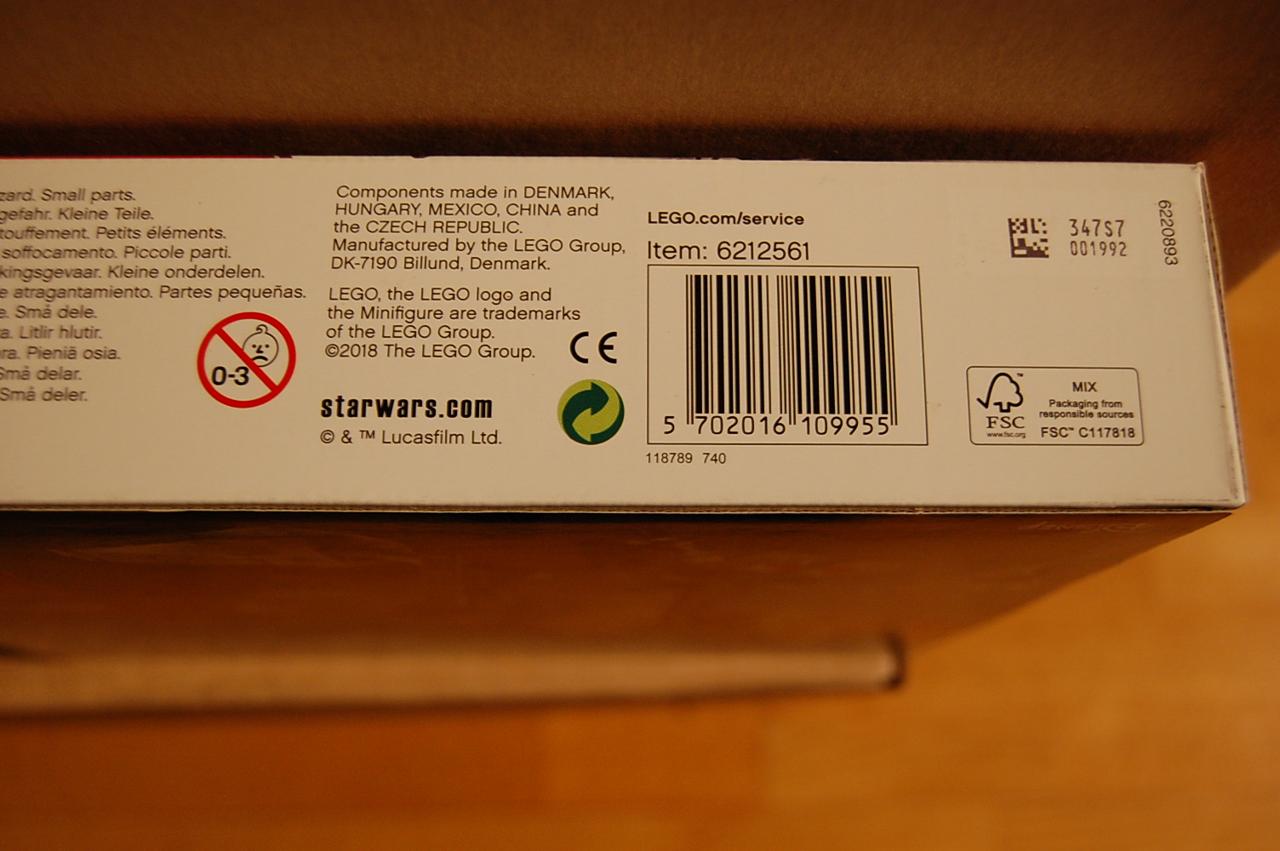 zard. Small parts.
gefahr. Kleine Teile.
touffement. Petits éléments.
soffocamento. Piccole parti.
kingsgevaar. Kleine onderdelen.
e atragantamiento. Partes pequeñas.
e. Små dele.
a. Litlir hlutir.
ra. Pieniä osia.
Små delar.
Små deler.
0-3
Components made in DENMARK,
HUNGARY, MEXICO, CHINA and
the CZECH REPUBLIC.
Manufactured by the LEGO Group,
DK-7190 Billund, Denmark.
LEGO, the LEGO logo and
the Minifigure are trademarks
of the LEGO Group.
©2018 The LEGO Group.
CE
starwars.com
© & ™ Lucasfilm Ltd.
LEGO.com/service
Item: 6212561
5 702016 109955
118789 740
347S7
001992
6220893
FSC™
www.fsc.org
MIX
Packaging from
responsible sources
FSC™ C117818